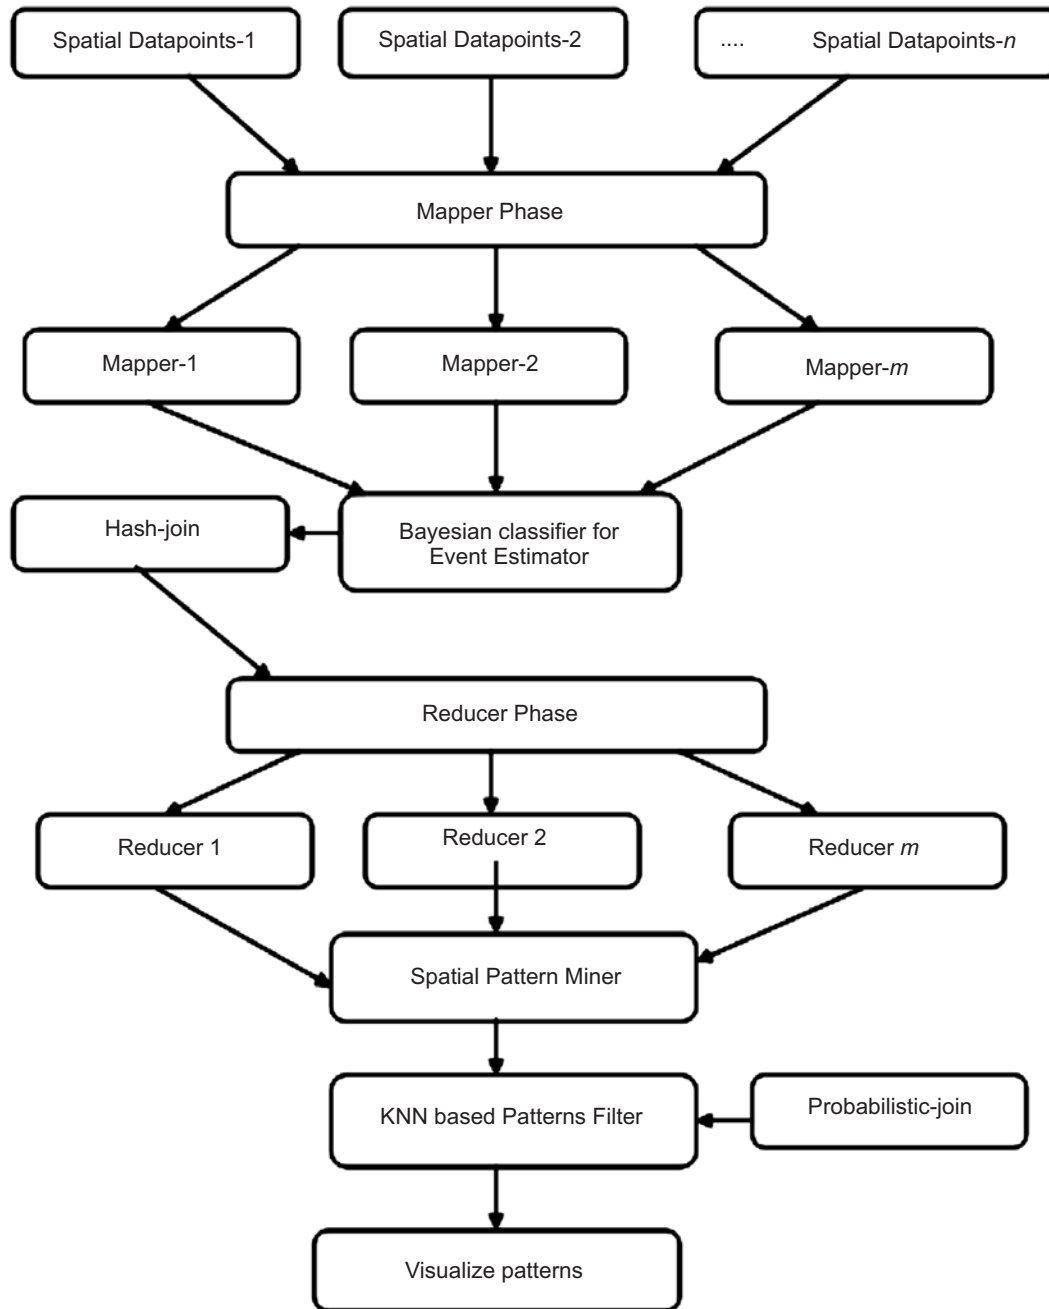 Spatial Datapoints-1
Spatial Datapoints-2
.... Spatial Datapoints-n
Mapper Phase
Mapper-1
Mapper-2
Mapper-m
Hash-join
Bayesian classifier for
Event Estimator
Reducer Phase
Reducer 1
Reducer 2
Reducer m
Spatial Pattern Miner
KNN based Patterns Filter
Probabilistic-join
Visualize patterns